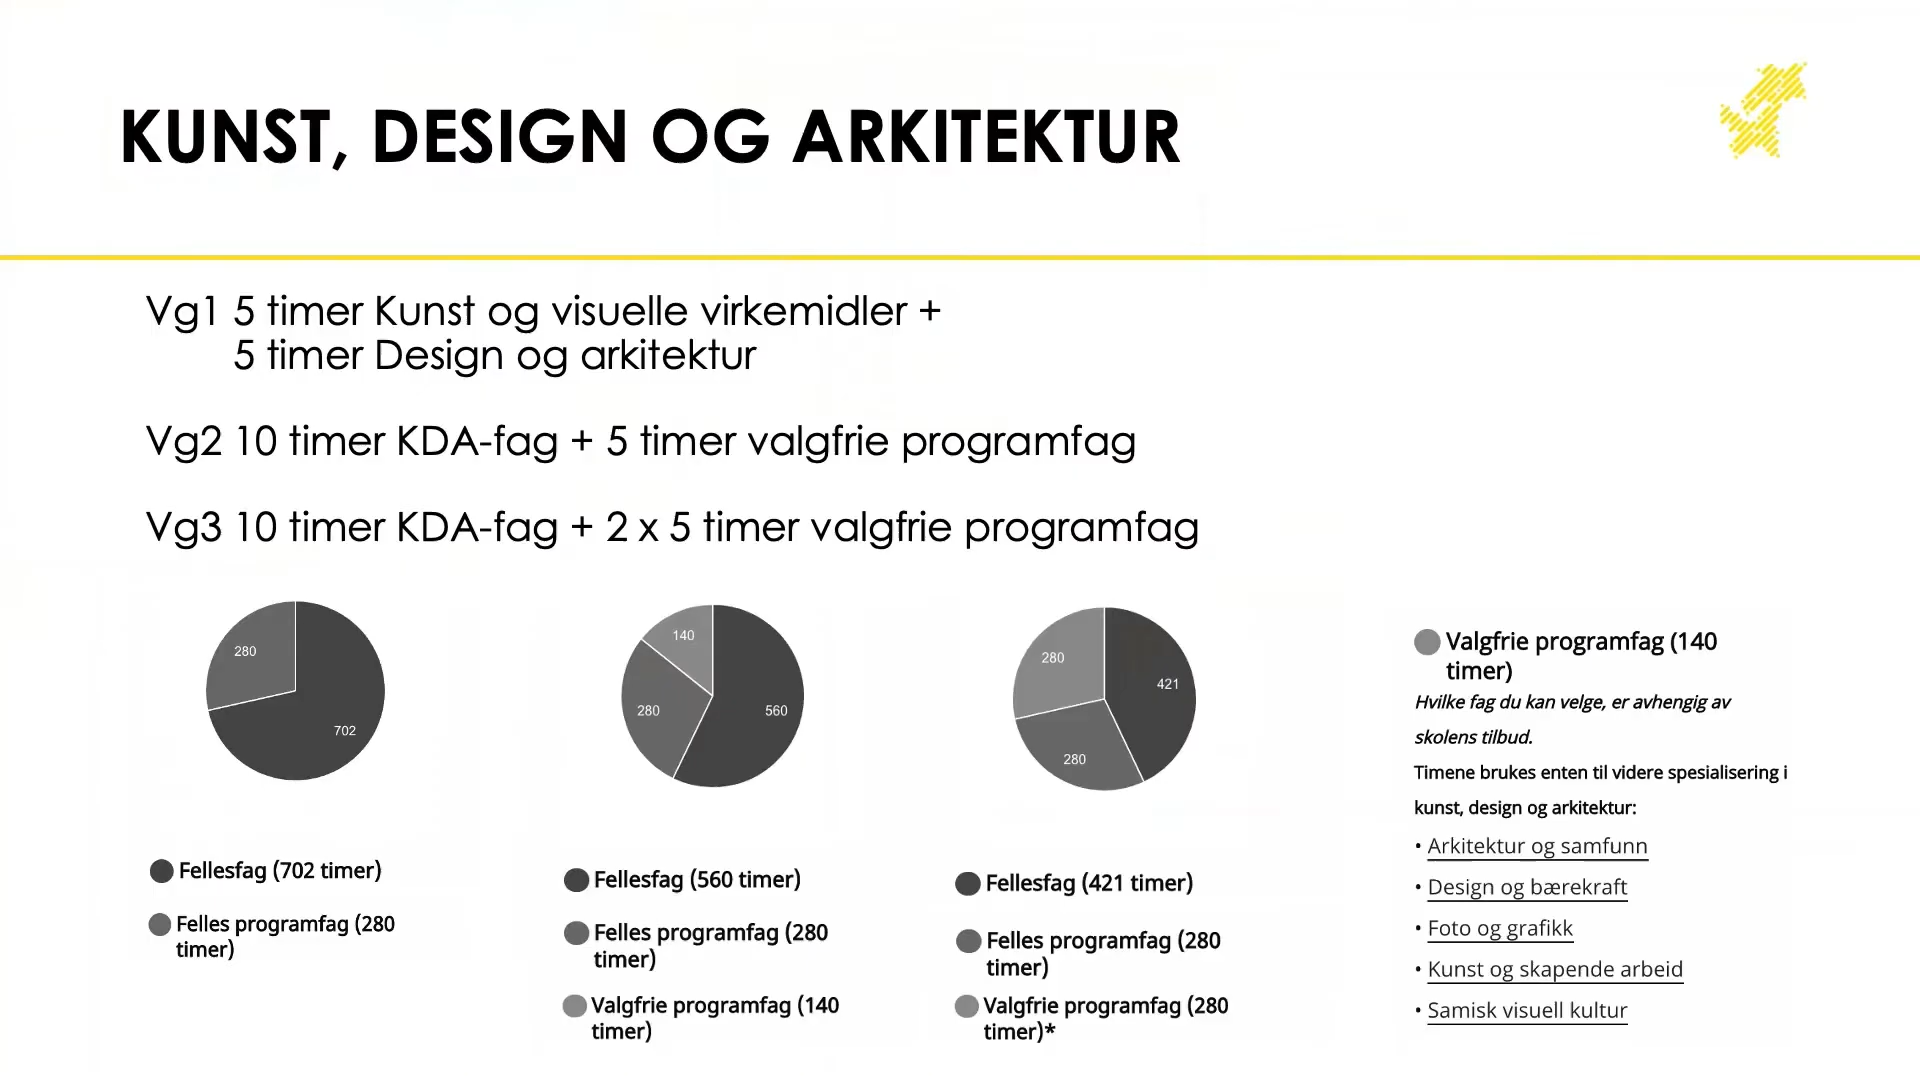 KUNST, DESIGN OG ARKITEKTUR
Vg1 5 timer Kunst og visuelle virkemidler +
5 timer Design og arkitektur
Vg2 10 timer KDA-fag + 5 timer valgfrie programfag
Vg3 10 timer KDA-fag + 2 x 5 timer valgfrie programfag
280
702
Fellesfag (702 timer)
Felles programfag (280
timer)
140
280
560
Fellesfag (560 timer)
Felles programfag (280
timer)
Valgfrie programfag (140
timer)
280
421
280
Fellesfag (421 timer)
Felles programfag (280
timer)
Valgfrie programfag (280
timer)*
Valgfrie programfag (140
timer)
Hvilke fag du kan velge, er avhengig av
skolens tilbud.
Timene brukes enten til videre spesialisering i
kunst, design og arkitektur:
• Arkitektur og samfunn
• Design og bærekraft
• Foto og grafikk
• Kunst og skapende arbeid
• Samisk visuell kultur